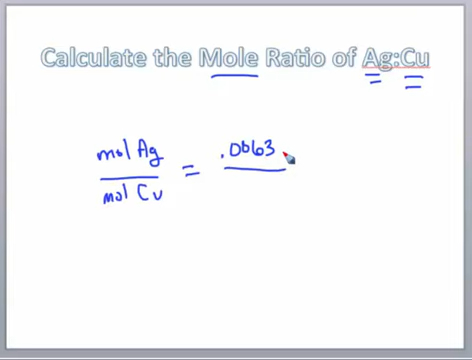 Calculate the Mole Ratio of Ag:Cu
mol Ag
mol Cu
=
.0063